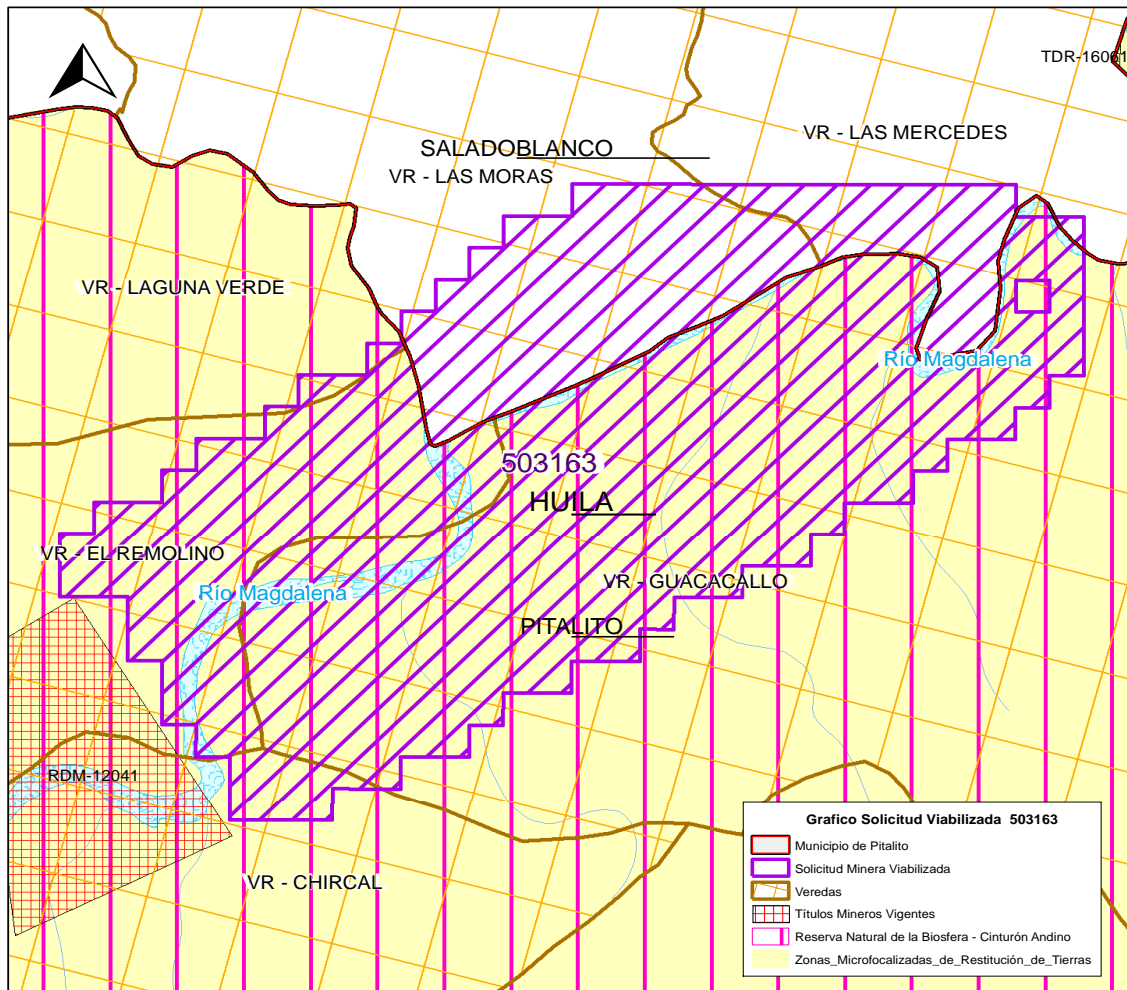 TDR-16061
VR - LAS MERCEDES
SALADOBLANCO
VR - LAS MORAS
VR - LAGUNA VERDE
Río Magdalena
503163
HUILA
VR - EL REMOLINO
VR - GUACACALLO
Río Magdalena
PITALITO
RDM-12041
VR - CHIRCAL
Grafico Solicitud Viabilizada 503163
Municipio de Pitalito
Solicitud Minera Viabilizada
Veredas
Títulos Mineros Vigentes
Reserva Natural de la Biosfera - Cinturón Andino
Zonas_Microfocalizadas_de_Restitución_de_Tierras